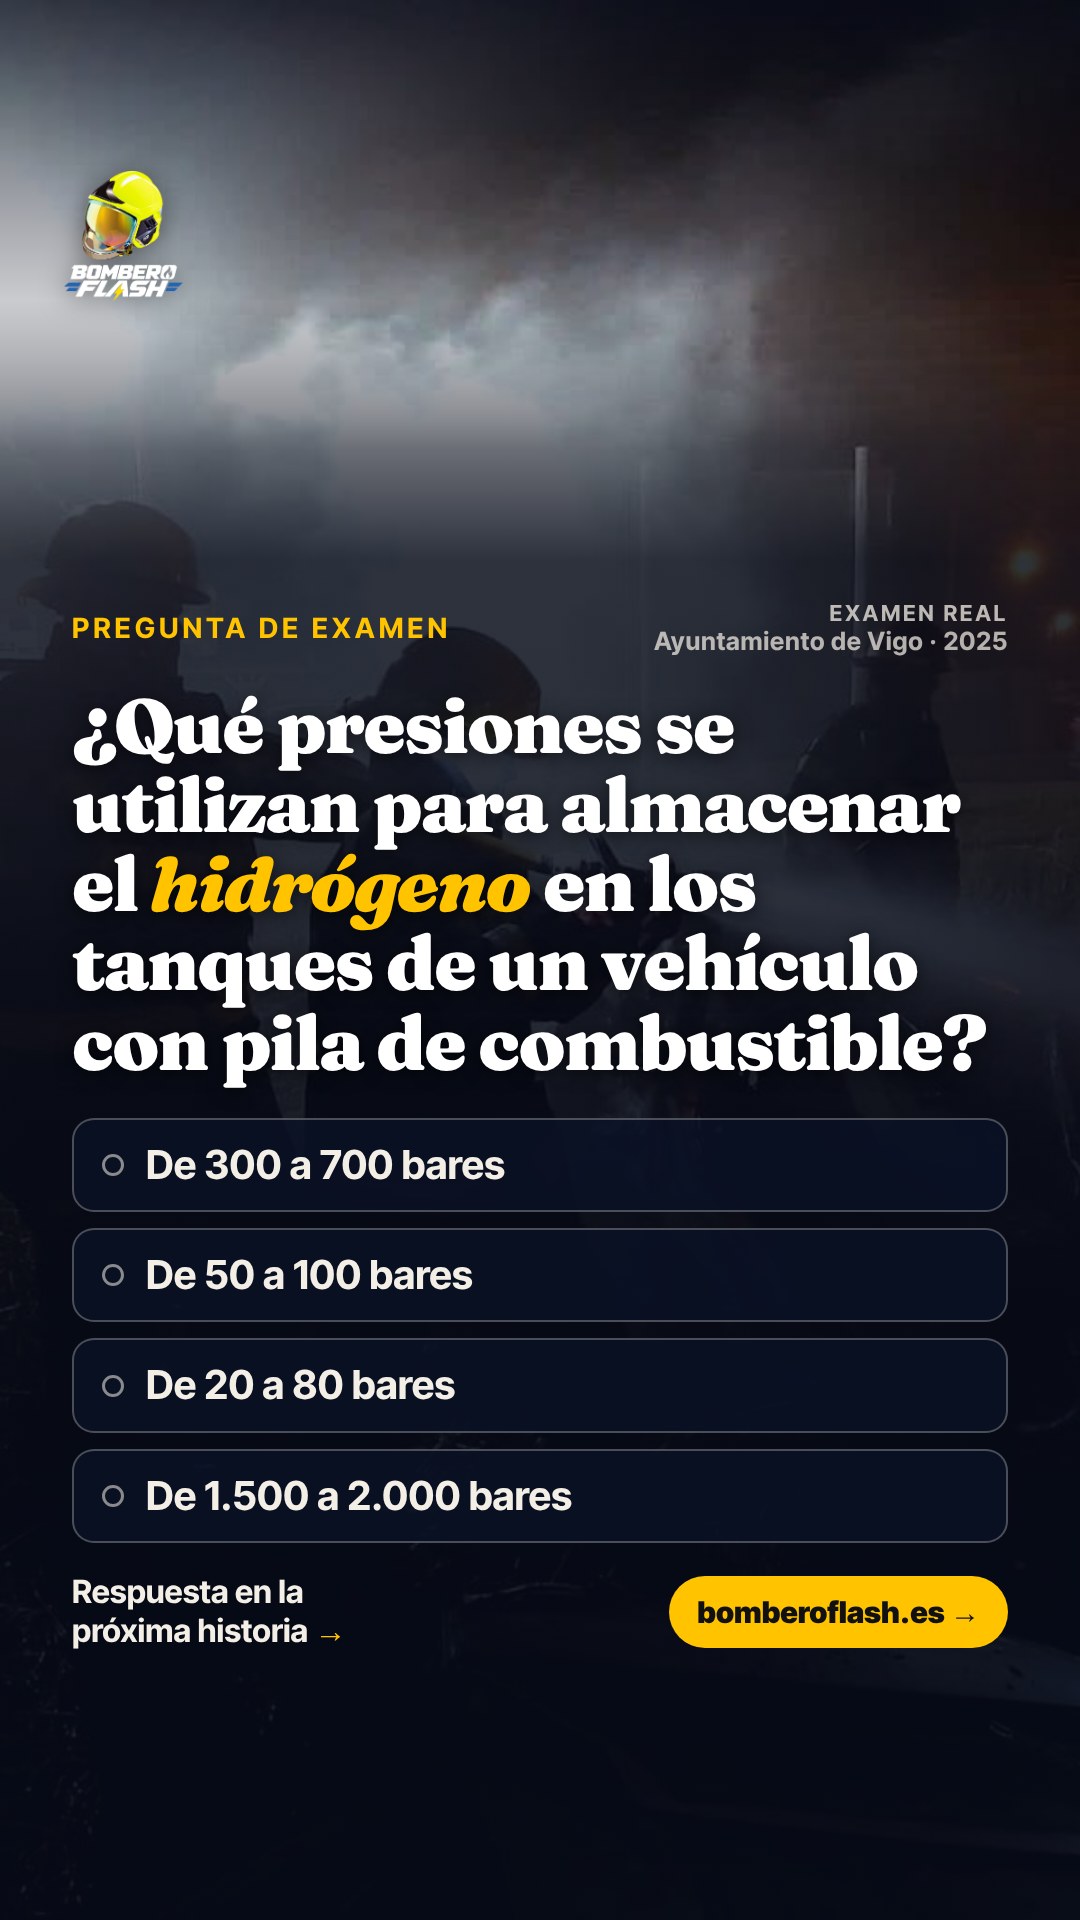 BOMBERO
FLASH
PREGUNTA DE EXAMEN
EXAMEN REAL
Ayuntamiento de Vigo · 2025
¿Qué presiones se
utilizan para almacenar
el hidrógeno en los
tanques de un vehículo
con pila de combustible?
De 300 a 700 bares
De 50 a 100 bares
De 20 a 80 bares
De 1.500 a 2.000 bares
Respuesta en la
próxima historia →
bomberoflash.es →